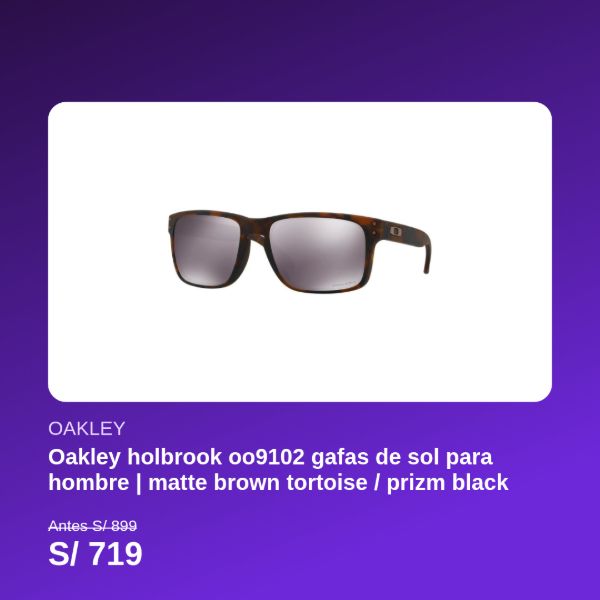 OAKLEY
Oakley holbrook oo9102 gafas de sol para
hombre | matte brown tortoise / prizm black
Antes S/ 899
S/ 719